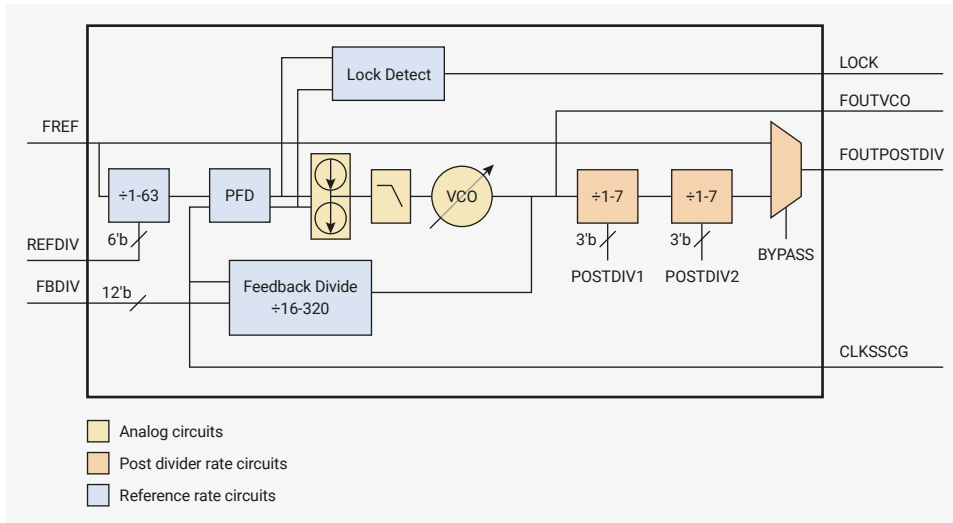 Lock Detect
LOCK
FOUTVCO
FREF
FOUTPOSTDIV
÷1-63
PFD
VCO
÷1-7
÷1-7
6'b
REFDIV
3'b
3'b
BYPASS
POSTDIV1
POSTDIV2
FBDIV
12'b
Feedback Divide
÷16-320
CLKSSCG
Analog circuits
Post divider rate circuits
Reference rate circuits